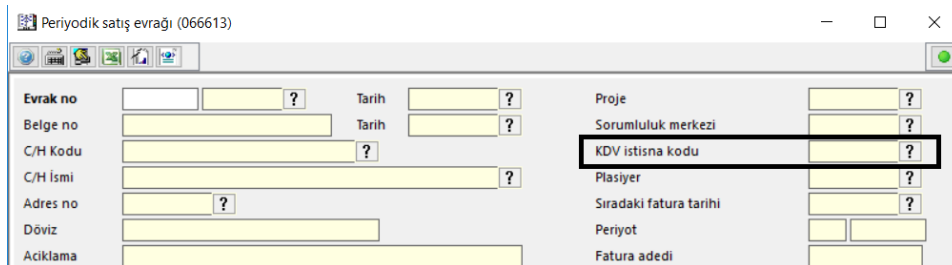 Periyodik satış evrağı (066613)
Evrak no ? Tarih ? Proje ?
Belge no Tarih ? Sorumluluk merkezi ?
C/H Kodu ? KDV istisna kodu ?
C/H İsmi ? Plasiyer ?
Adres no ? Sıradaki fatura tarihi ?
Döviz Periyot
Aciklama Fatura adedi